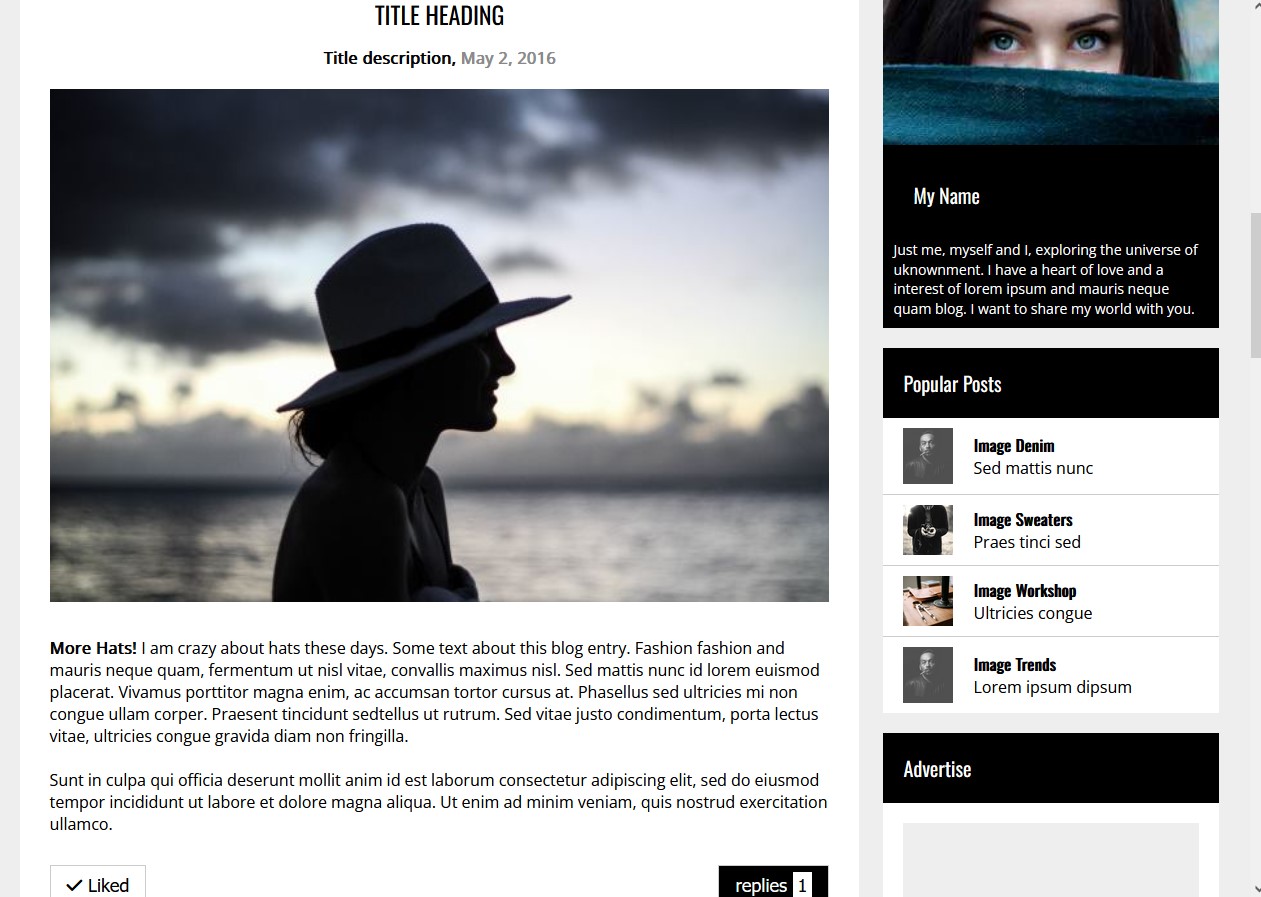 TITLE HEADING
Title description, May 2, 2016
More Hats! I am crazy about hats these days. Some text about this blog entry. Fashion fashion and
mauris neque quam, fermentum ut nisl vitae, convallis maximus nisl. Sed mattis nunc id lorem euismod
placerat. Vivamus porttitor magna enim, ac accumsan tortor cursus at. Phasellus sed ultricies mi non
congue ullam corper. Praesent tincidunt sedtellus ut rutrum. Sed vitae justo condimentum, porta lectus
vitae, ultricies congue gravida diam non fringilla.
Sunt in culpa qui officia deserunt mollit anim id est laborum consectetur adipiscing elit, sed do eiusmod
tempor incididunt ut labore et dolore magna aliqua. Ut enim ad minim veniam, quis nostrud exercitation
ullamco.
Liked
replies 1
My Name
Just me, myself and I, exploring the universe of
uknownment. I have a heart of love and a
interest of lorem ipsum and mauris neque
quam blog. I want to share my world with you.
Popular Posts
Image Denim
Sed mattis nunc
Image Sweaters
Praes tinci sed
Image Workshop
Ultricies congue
Image Trends
Lorem ipsum dipsum
Advertise